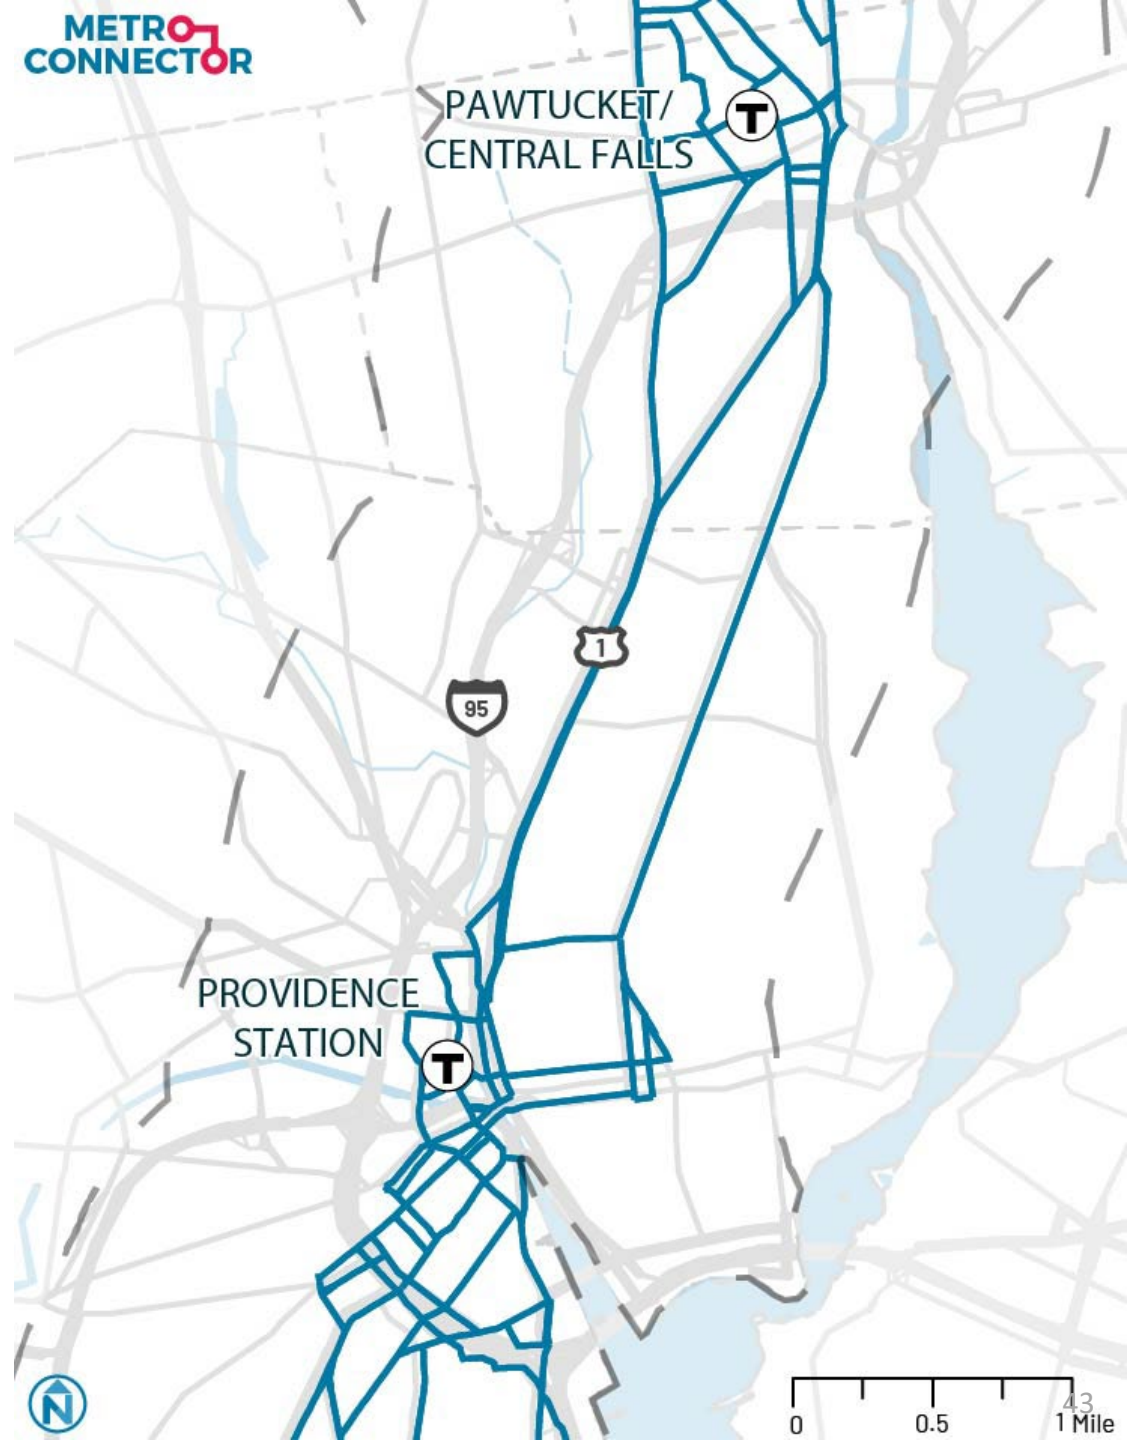 METRO
CONNECTOR
PAWTUCKET/
CENTRAL FALLS
T
1
95
PROVIDENCE
STATION
T
N
43
0 0.5 1 Mile